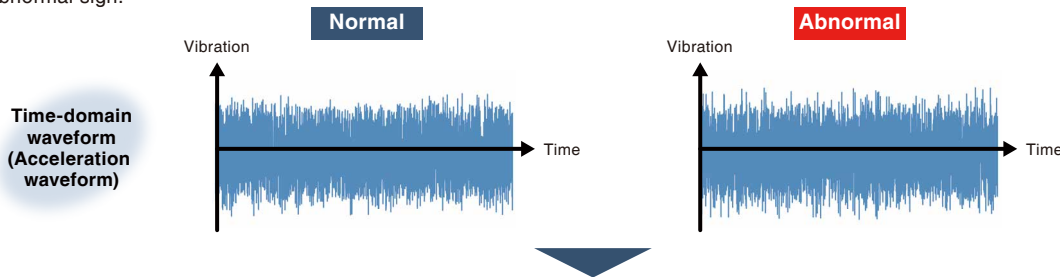 abnormal sign.
Normal
Abnormal
Vibration
Vibration
Time-domain
waveform
(Acceleration
waveform)
Time
Time